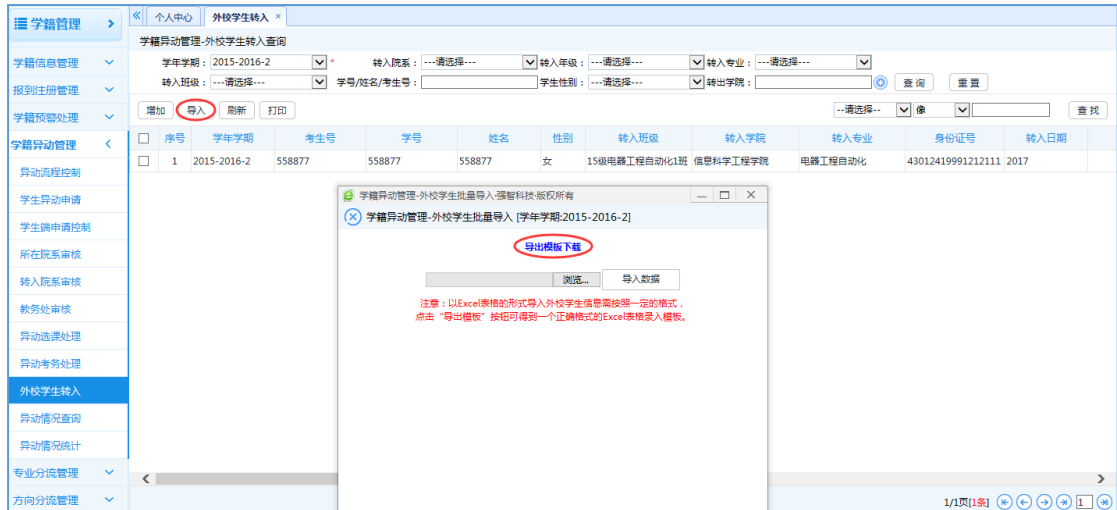 学籍管理
个人中心 外校学生转入 ×
学籍异动管理-外校学生转入查询
学籍信息管理
学年学期：2015-2016-2 * 转入院系：---请选择--- 转入年级：---请选择--- 转入专业：---请选择---
报到注册管理
转入班级：---请选择--- 学号/姓名/考生号： 学生性别：---请选择--- 转出学院： 查询 重置
学籍预警处理
增加 导入 刷新 打印 --请选择-- 像 查找
学籍异动管理
序号 学年学期 考生号 学号 姓名 性别 转入班级 转入学院 转入专业 身份证号 转入日期
1 2015-2016-2 558877 558877 558877 女 15级电器工程自动化1班 信息科学工程学院 电器工程自动化 43012419991212111 2017
异动流程控制
学生异动申请
学生端申请控制
所在院系审核
转入院系审核
教务处审核
异动选课处理
异动考务处理
外校学生转入
异动情况查询
异动情况统计
专业分流管理
方向分流管理
学籍异动管理-外校学生批量导入-强智科技·版权所有
学籍异动管理-外校学生批量导入 [学年学期:2015-2016-2]
导出模板下载
浏览... 导入数据
注意：以Excel表格的形式导入外校学生信息需按照一定的格式，
点击“导出模板”按钮可得到一个正确格式的Excel表格录入模板。
1/1页[1条] 1